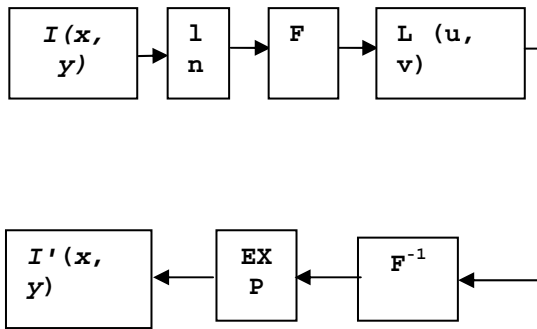 I(x,
y)
l
n
F
L (u,
v)
I'(x,
y)
EX
P
F-1